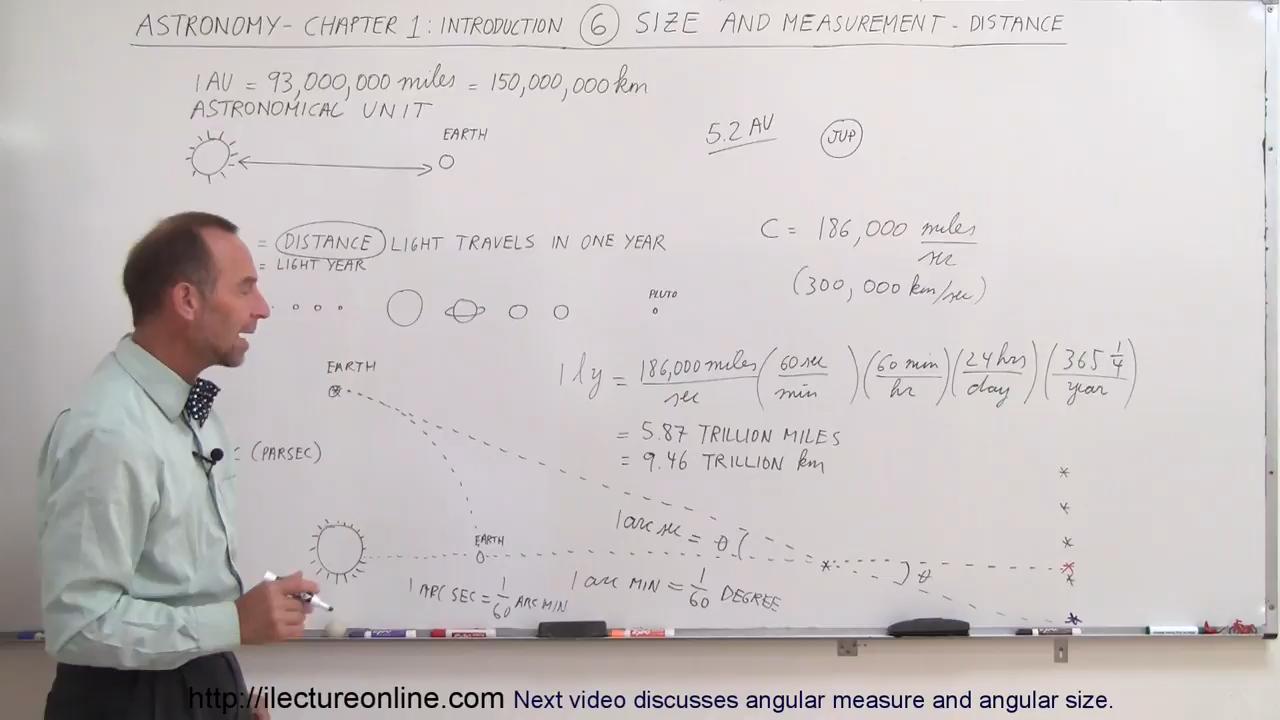 ASTRONOMY - CHAPTER 1: INTRODUCTION 6 SIZE AND MEASUREMENT - DISTANCE
1 AU = 93,000,000 miles = 150,000,000 km
ASTRONOMICAL UNIT
EARTH
5.2 AU
JUP
= DISTANCE LIGHT TRAVELS IN ONE YEAR
= LIGHT YEAR
C = 186,000 miles/sec
(300,000 km/sec)
PLUTO
EARTH
1 ly = 186,000 miles/sec (60 sec/min) (60 min/hr) (24 hrs/day) (365 1/4/year)
= 5.87 TRILLION MILES
= 9.46 TRILLION km
(PARSEC)
1 arc sec = θ
EARTH
θ
1 ARC SEC = 1/60 ARC MIN
1 arc MIN = 1/60 DEGREE
http://ilectureonline.com Next video discusses angular measure and angular size.